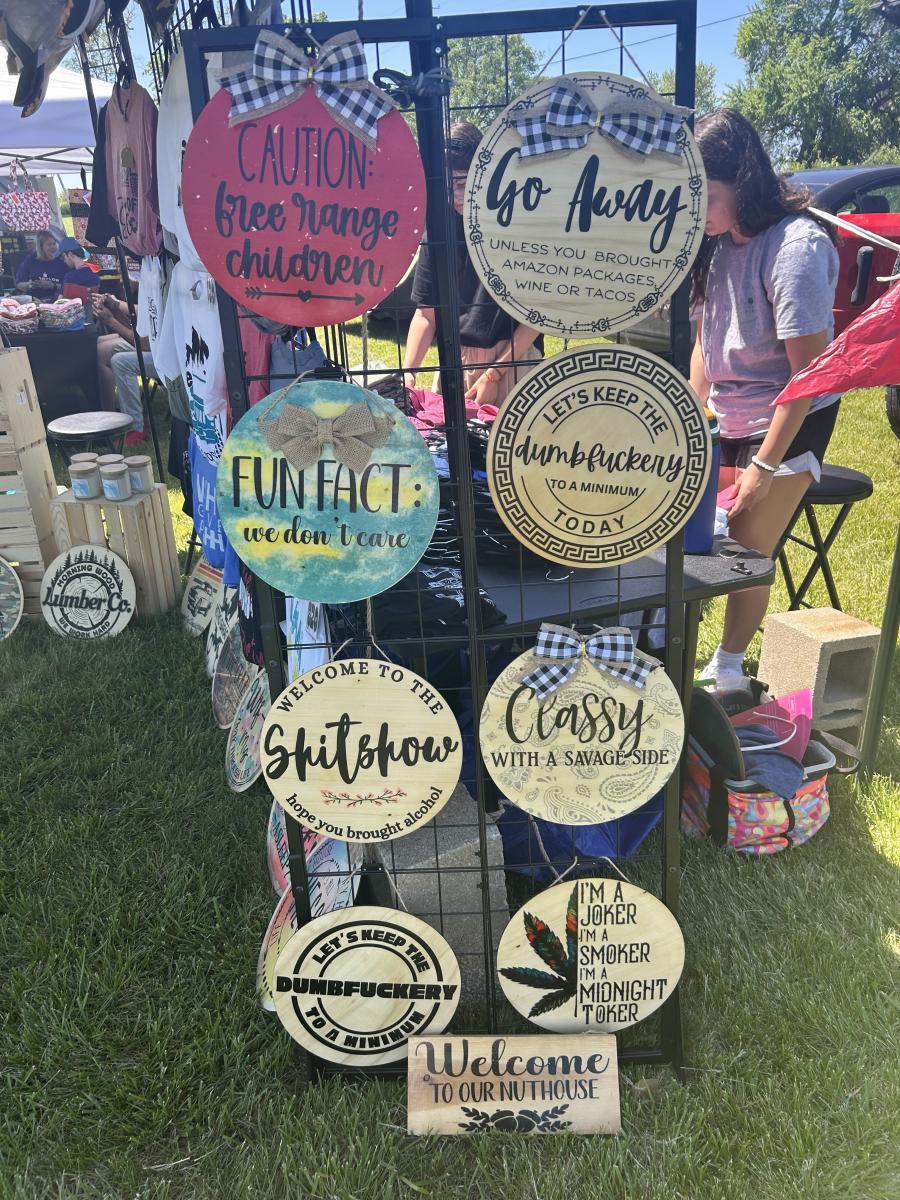 CAUTION:
free range
children
Go Away
UNLESS YOU BROUGHT
AMAZON PACKAGES,
WINE OR TACOS
FUN FACT:
we don't care
LET'S KEEP THE
dumbfuckery
TO A MINIMUM
TODAY
MORNING WOOD
Lumber Co.
WE WORK HARD
WELCOME TO THE
Shitshow
hope you brought alcohol
Classy
WITH A SAVAGE SIDE
LET'S KEEP THE
DUMBFUCKERY
TO A MINIMUM
I'M A
JOKER
I'M A
SMOKER
I'M A
MIDNIGHT
TOKER
Welcome
TO OUR NUTHOUSE